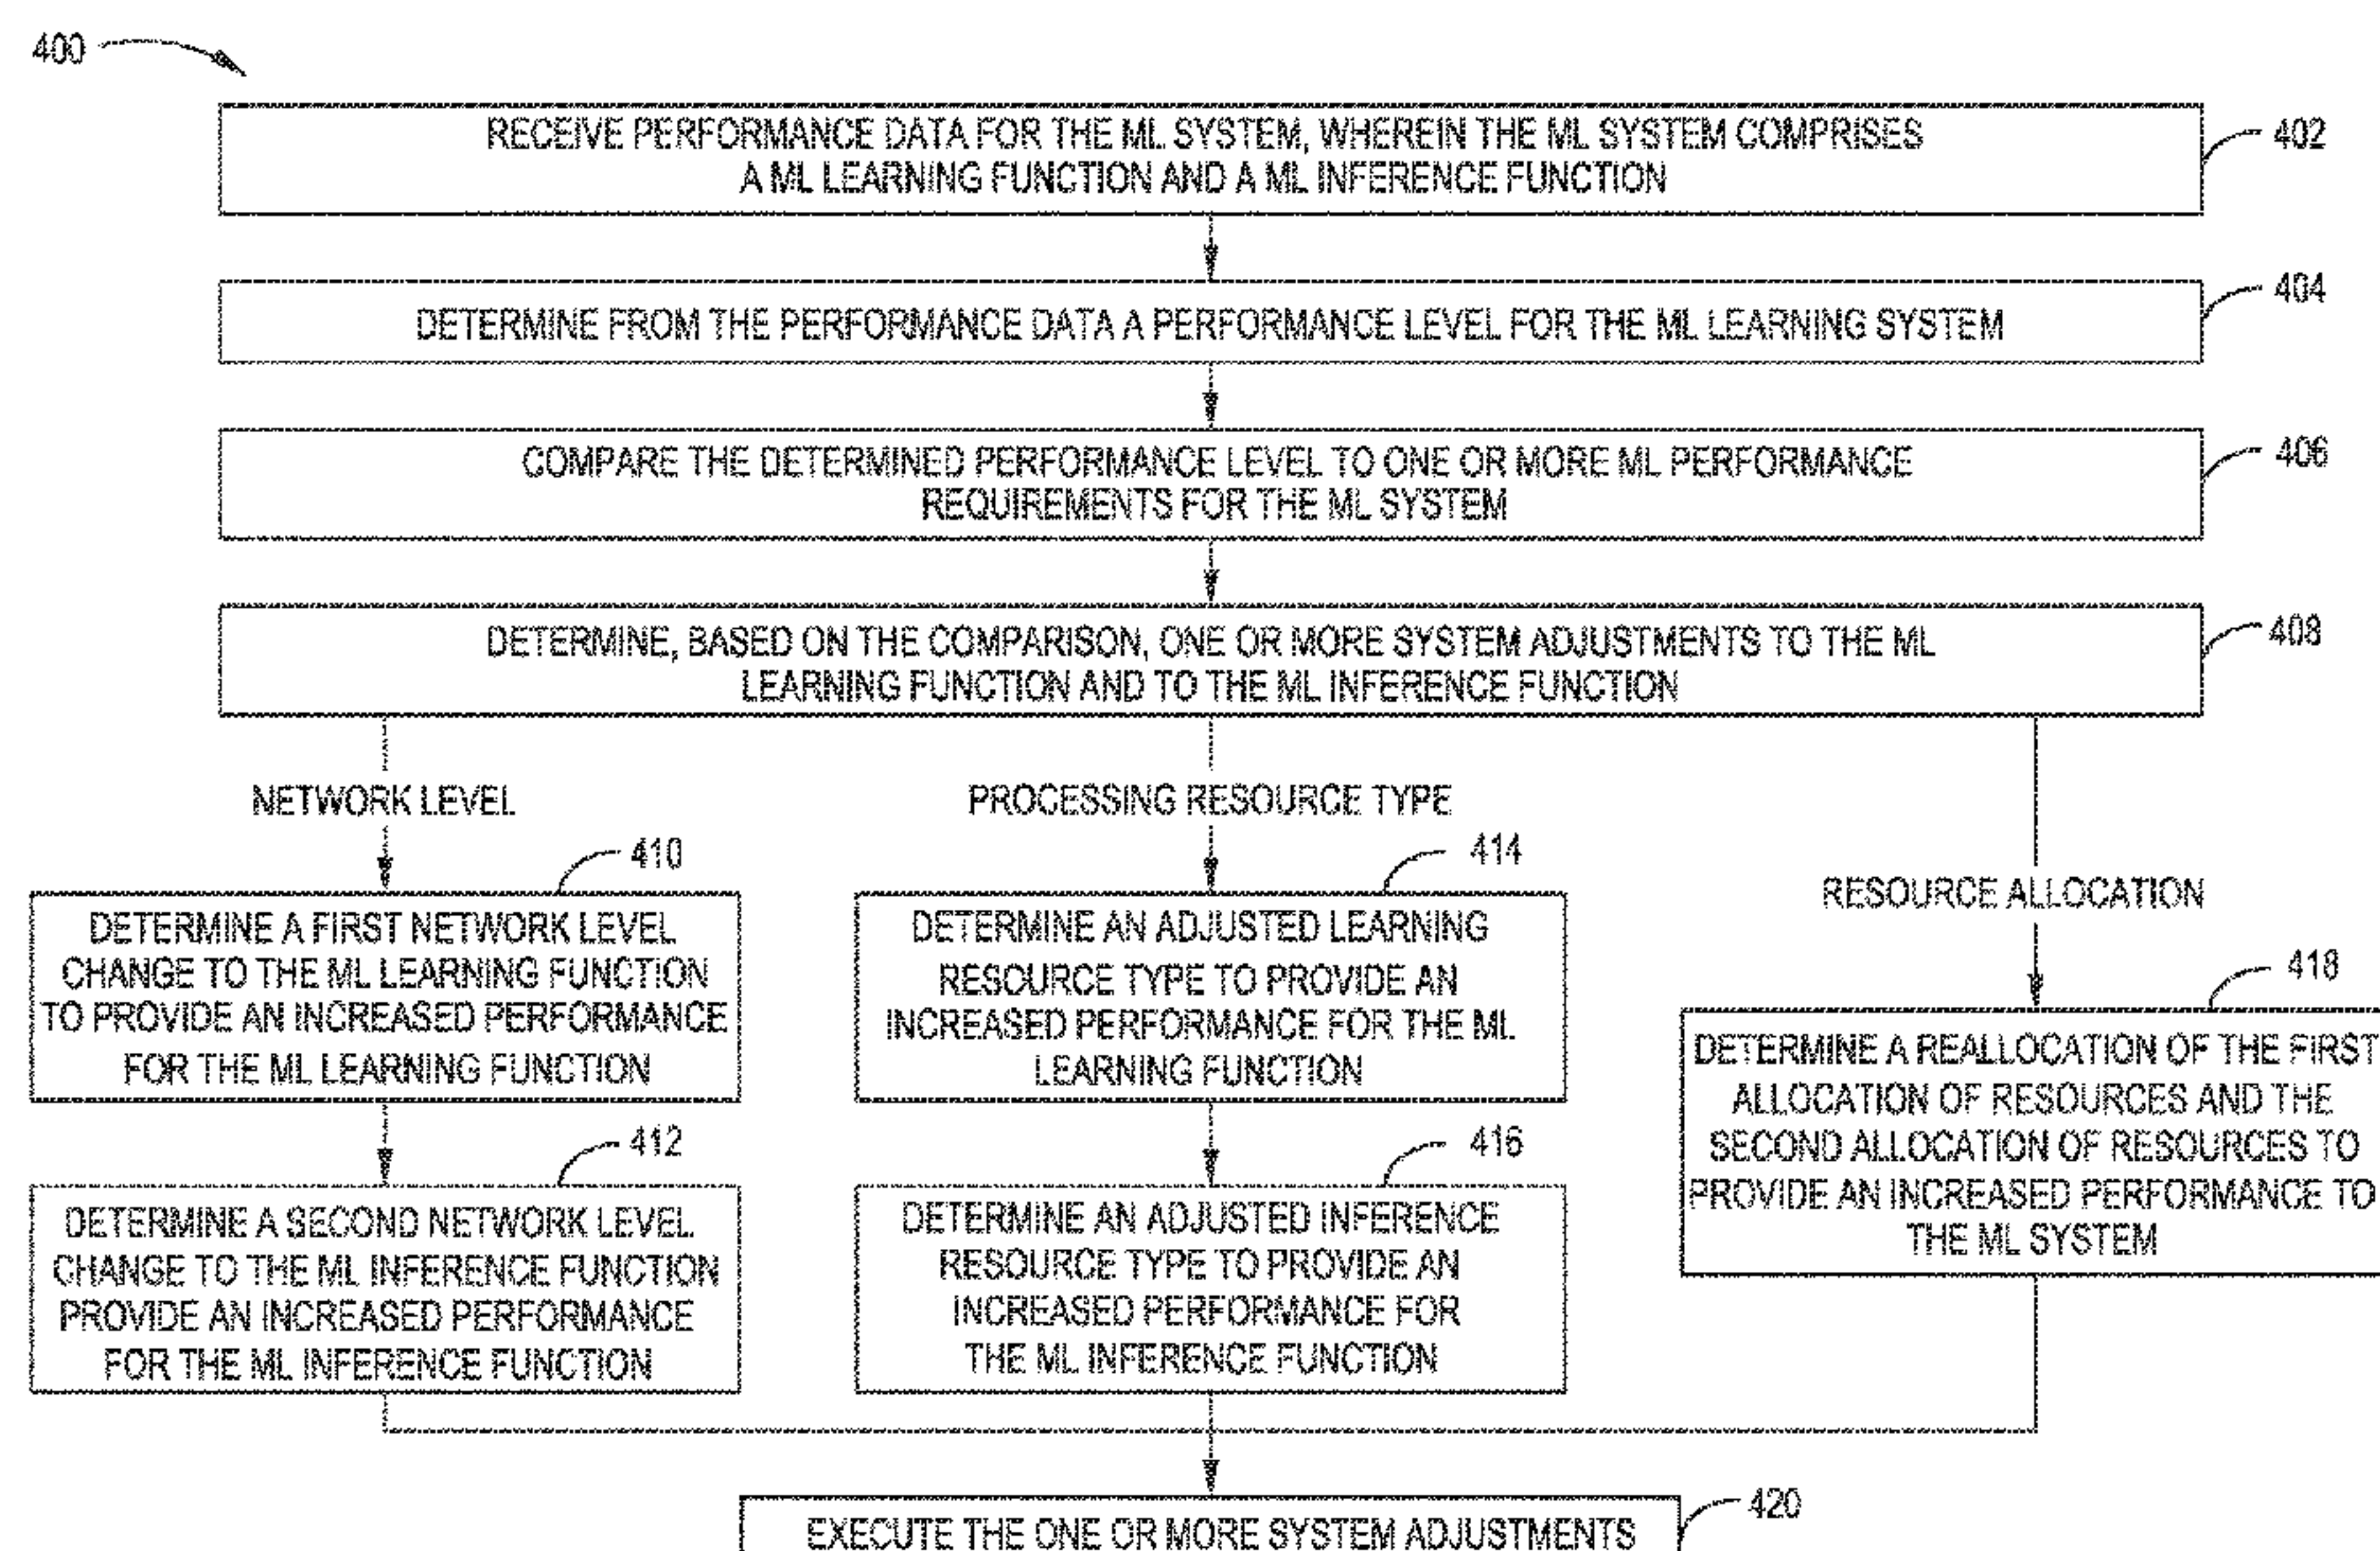 400
RECEIVE PERFORMANCE DATA FOR THE ML SYSTEM, WHEREIN THE ML SYSTEM COMPRISES
A ML LEARNING FUNCTION AND A ML INFERENCE FUNCTION
402
DETERMINE FROM THE PERFORMANCE DATA A PERFORMANCE LEVEL FOR THE ML LEARNING SYSTEM
404
COMPARE THE DETERMINED PERFORMANCE LEVEL TO ONE OR MORE ML PERFORMANCE
REQUIREMENTS FOR THE ML SYSTEM
406
DETERMINE, BASED ON THE COMPARISON, ONE OR MORE SYSTEM ADJUSTMENTS TO THE ML
LEARNING FUNCTION AND TO THE ML INFERENCE FUNCTION
408
NETWORK LEVEL
410
DETERMINE A FIRST NETWORK LEVEL
CHANGE TO THE ML LEARNING FUNCTION
TO PROVIDE AN INCREASED PERFORMANCE
FOR THE ML LEARNING FUNCTION
412
DETERMINE A SECOND NETWORK LEVEL
CHANGE TO THE ML INFERENCE FUNCTION
PROVIDE AN INCREASED PERFORMANCE
FOR THE ML INFERENCE FUNCTION
PROCESSING RESOURCE TYPE
414
DETERMINE AN ADJUSTED LEARNING
RESOURCE TYPE TO PROVIDE AN
INCREASED PERFORMANCE FOR THE ML
LEARNING FUNCTION
416
DETERMINE AN ADJUSTED INFERENCE
RESOURCE TYPE TO PROVIDE AN
INCREASED PERFORMANCE FOR
THE ML INFERENCE FUNCTION
RESOURCE ALLOCATION
418
DETERMINE A REALLOCATION OF THE FIRST
ALLOCATION OF RESOURCES AND THE
SECOND ALLOCATION OF RESOURCES TO
PROVIDE AN INCREASED PERFORMANCE TO
THE ML SYSTEM
420
EXECUTE THE ONE OR MORE SYSTEM ADJUSTMENTS